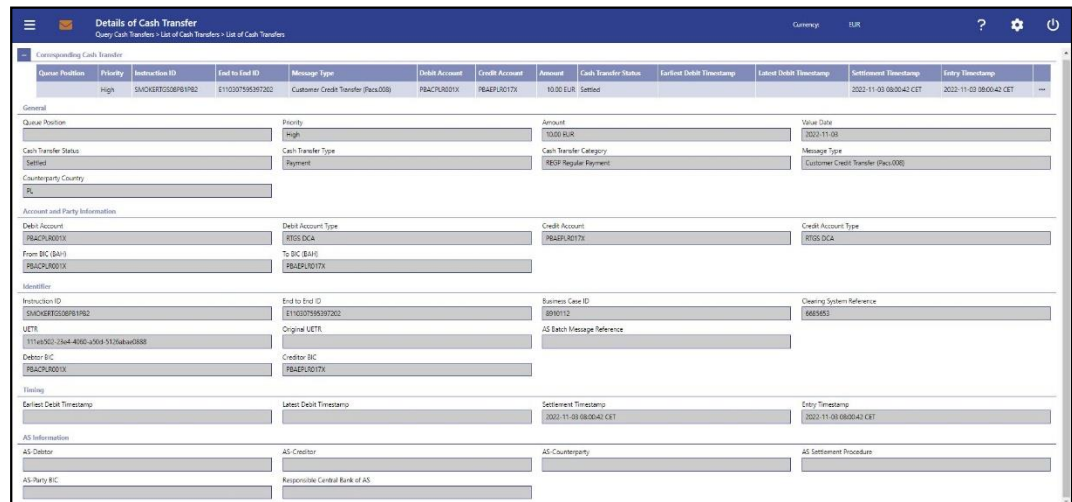 Details of Cash Transfer
Query Cash Transfers > List of Cash Transfers > List of Cash Transfers
Currency: EUR
?
Corresponding Cash Transfer
Queue Position Priority Instruction ID End to End ID Message Type Debit Account Credit Account Amount Cash Transfer Status Earliest Debit Timestamp Latest Debit Timestamp Settlement Timestamp Entry Timestamp
High SMOKERTGS08PB1PB2 E110307595397202 Customer Credit Transfer (Pacs.008) PBACPLR001X PBAEPLR017X 10.00 EUR Settled 2022-11-03 08:00:42 CET 2022-11-03 08:00:42 CET ...
General
Queue Position Priority Amount Value Date
High 10.00 EUR 2022-11-03
Cash Transfer Status Cash Transfer Type Cash Transfer Category Message Type
Settled Payment REGP Regular Payment Customer Credit Transfer (Pacs.008)
Counterparty Country
PL
Account and Party Information
Debit Account Debit Account Type Credit Account Credit Account Type
PBACPLR001X RTGS DCA PBAEPLR017X RTGS DCA
From BIC (BAH) To BIC (BAH)
PBACPLR001X PBAEPLR017X
Identifier
Instruction ID End to End ID Business Case ID Clearing System Reference
SMOKERTGS08PB1PB2 E110307595397202 8910112 6685653
UETR Original UETR AS Batch Message Reference
Debtor BIC Creditor BIC
PBACPLR001X PBAEPLR017X
Timing
Earliest Debit Timestamp Latest Debit Timestamp Settlement Timestamp Entry Timestamp
2022-11-03 08:00:42 CET 2022-11-03 08:00:42 CET
AS Information
AS-Debtor AS-Creditor AS-Counterparty AS Settlement Procedure
AS-Party BIC Responsible Central Bank of AS